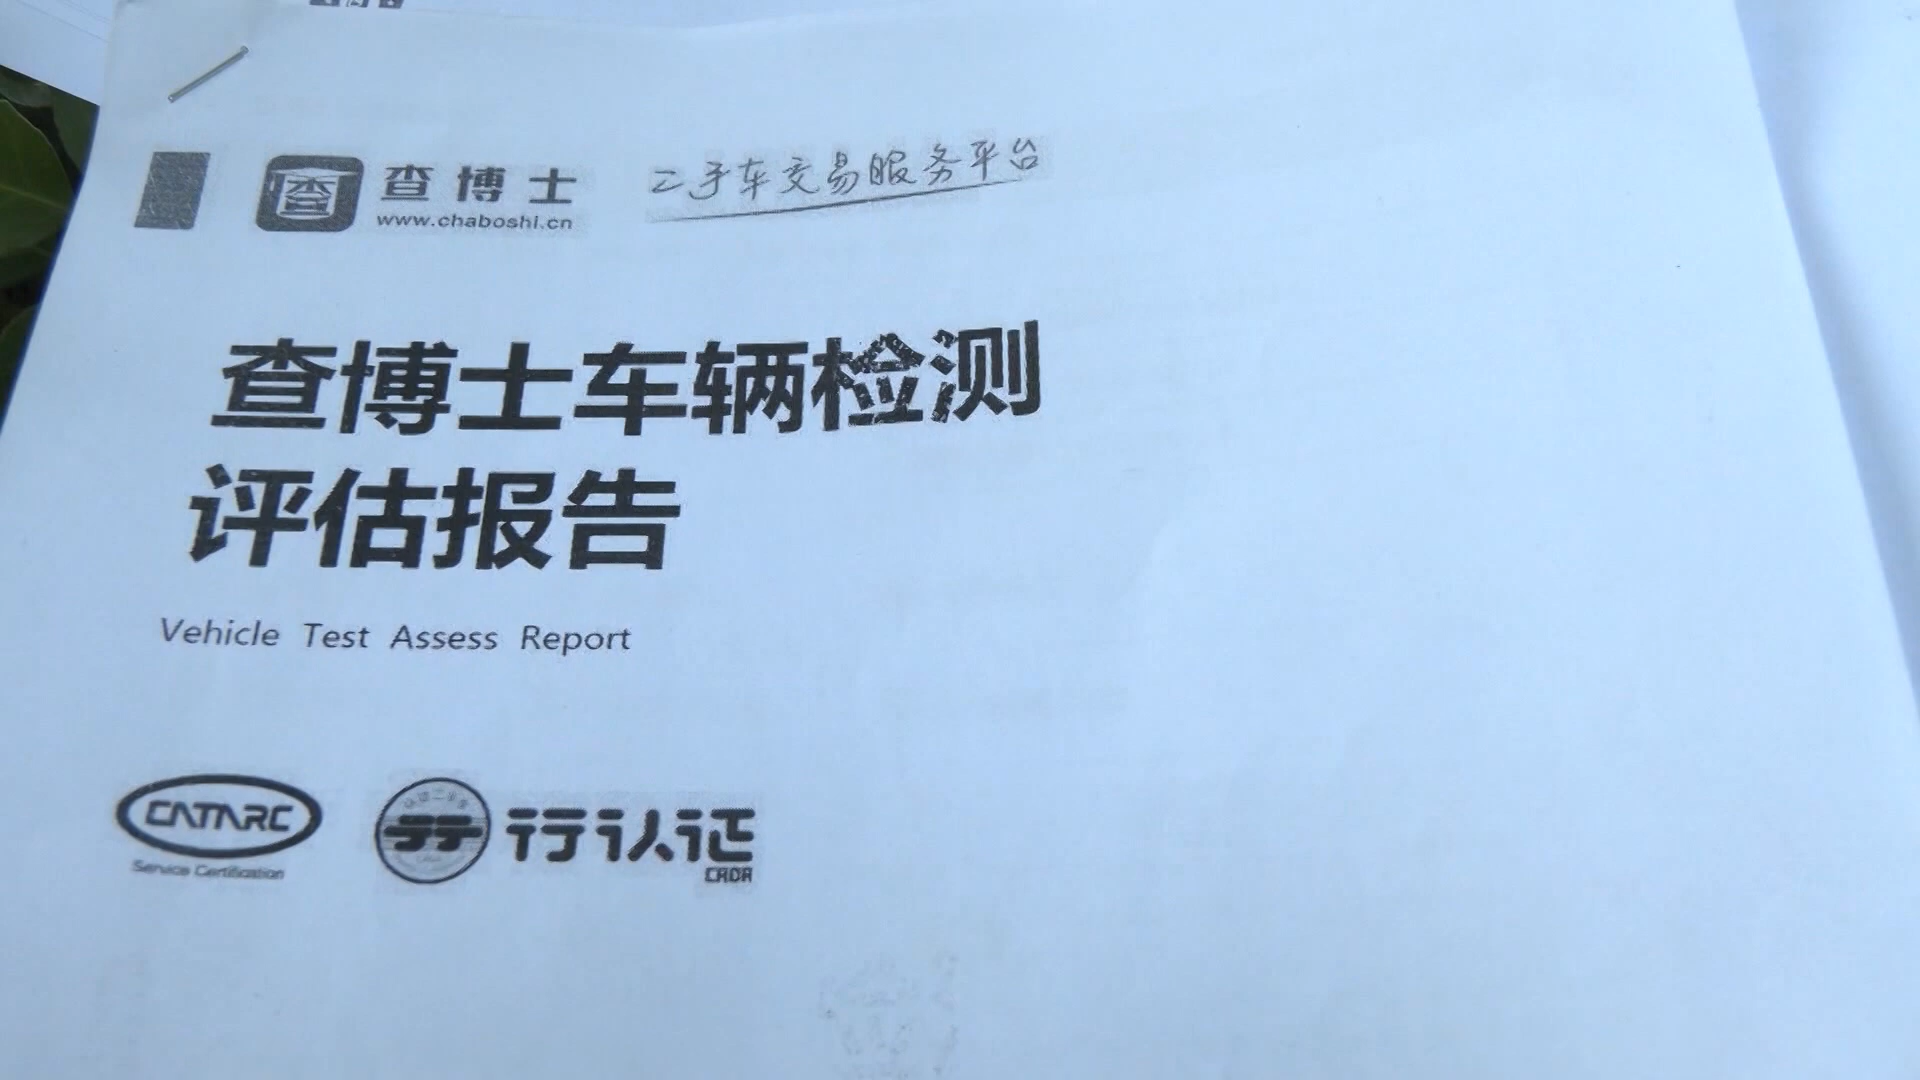 查博士 二手车交易服务平台
www.chaboshi.cn
查博士车辆检测
评估报告
Vehicle Test Assess Report
CATARC 行认证
Service Certification CADA